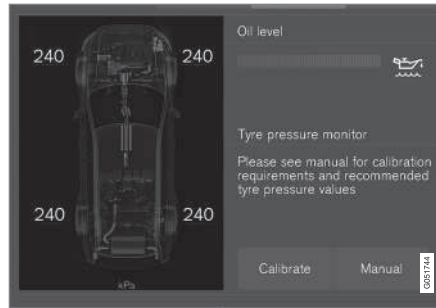 240 240
240 240
kPa
Oil level
Tyre pressure monitor
Please see manual for calibration
requirements and recommended
tyre pressure values
Calibrate Manual
G051744